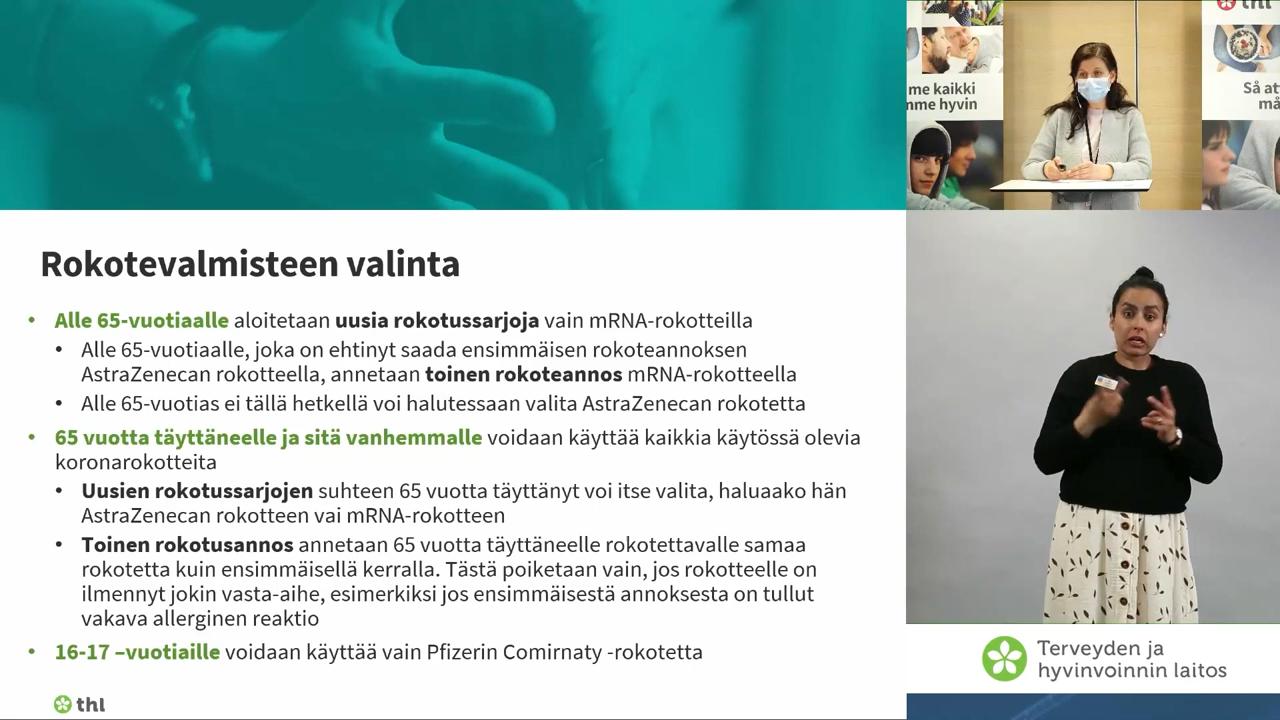 Rokotevalmisteen valinta
• Alle 65-vuotiaalle aloitetaan uusia rokotussarjoja vain mRNA-rokotteilla
• Alle 65-vuotiaalle, joka on ehtinyt saada ensimmäisen rokoteannoksen
AstraZenecan rokotteella, annetaan toinen rokoteannos mRNA-rokotteella
• Alle 65-vuotias ei tällä hetkellä voi halutessaan valita AstraZenecan rokotetta
• 65 vuotta täyttäneelle ja sitä vanhemmalle voidaan käyttää kaikkia käytössä olevia
koronarokotteita
• Uusien rokotussarjojen suhteen 65 vuotta täyttänyt voi itse valita, haluaako hän
AstraZenecan rokotteen vai mRNA-rokotteen
• Toinen rokotusannos annetaan 65 vuotta täyttäneelle rokotettavalle samaa
rokotetta kuin ensimmäisellä kerralla. Tästä poiketaan vain, jos rokotteelle on
ilmennyt jokin vasta-aihe, esimerkiksi jos ensimmäisestä annoksesta on tullut
vakava allerginen reaktio
• 16-17 –vuotiaille voidaan käyttää vain Pfizerin Comirnaty -rokotetta
thl
thl
me kaikki
nme hyvin
Så at
må
Terveyden ja
hyvinvoinnin laitos